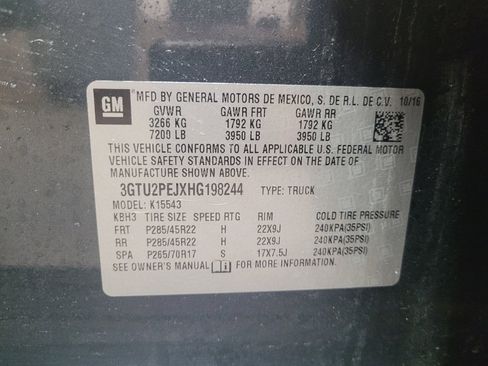 GM MFD BY GENERAL MOTORS DE MEXICO, S. DE R.L. DE C.V. 10/16
GVWR GAWR FRT GAWR RR
3266 KG 1792 KG 1792 KG
7200 LB 3950 LB 3950 LB
THIS VEHICLE CONFORMS TO ALL APPLICABLE U.S. FEDERAL MOTOR
VEHICLE SAFETY STANDARDS IN EFFECT ON THE DATE OF
MANUFACTURE SHOWN ABOVE.
3GTU2PEJXHG198244 TYPE: TRUCK
MODEL: K15543
KBH3 TIRE SIZE SPEED RTG RIM COLD TIRE PRESSURE
FRT P285/45R22 H 22X9J 240KPA(35PSI)
RR P285/45R22 H 22X9J 240KPA(35PSI)
SPA P265/70R17 S 17X7.5J 240KPA(35PSI)
SEE OWNER'S MANUAL FOR MORE INFORMATION